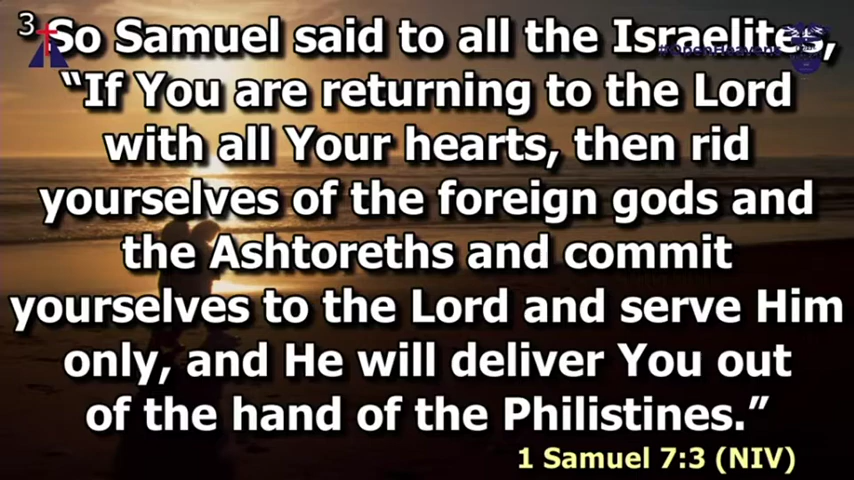 3 So Samuel said to all the Israelites,
“If You are returning to the Lord
with all Your hearts, then rid
yourselves of the foreign gods and
the Ashtoreths and commit
yourselves to the Lord and serve Him
only, and He will deliver You out
of the hand of the Philistines.”
1 Samuel 7:3 (NIV)
#OpenHeavens